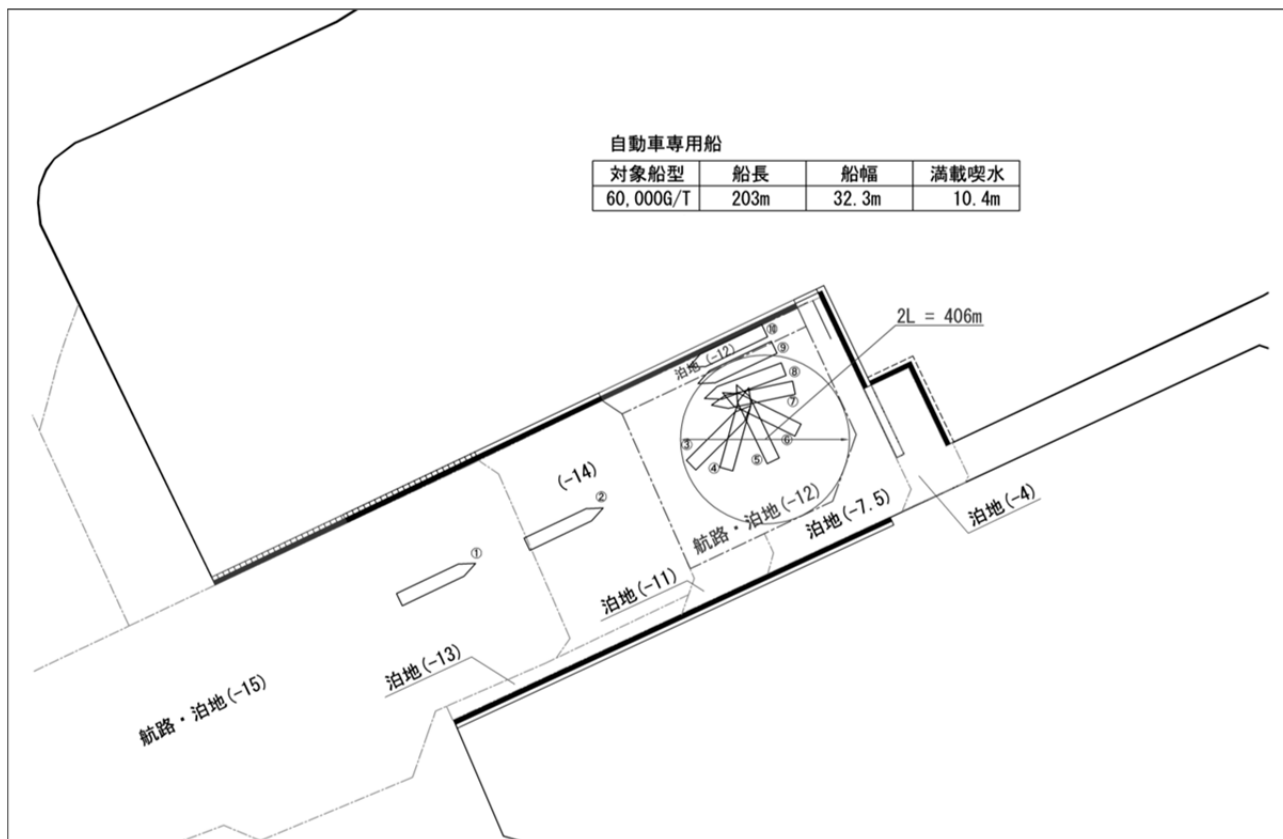 自動車専用船
対象船型 船長 船幅 満載喫水
60,000G/T 203m 32.3m 10.4m
2L = 406m
⑩
泊地(-12)
⑨
⑧
⑦
③
④
⑤
⑥
(-14)
②
航路・泊地(-12)
泊地(-7.5)
泊地(-4)
①
泊地(-11)
泊地(-13)
航路・泊地(-15)